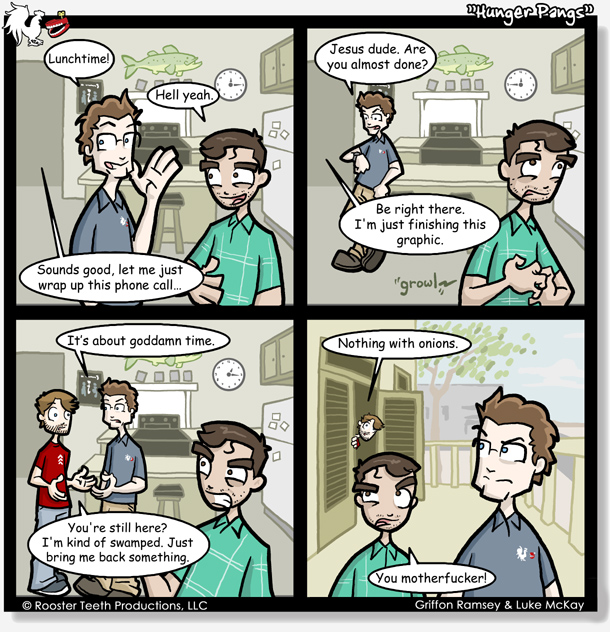 "Hunger Pangs"
Lunchtime!
Hell yeah.
Sounds good, let me just
wrap up this phone call...
Jesus dude. Are
you almost done?
Be right there.
I'm just finishing this
graphic.
"growl~
It's about goddamn time.
You're still here?
I'm kind of swamped. Just
bring me back something.
Nothing with onions.
You motherfucker!
© Rooster Teeth Productions, LLC
Griffon Ramsey & Luke McKay